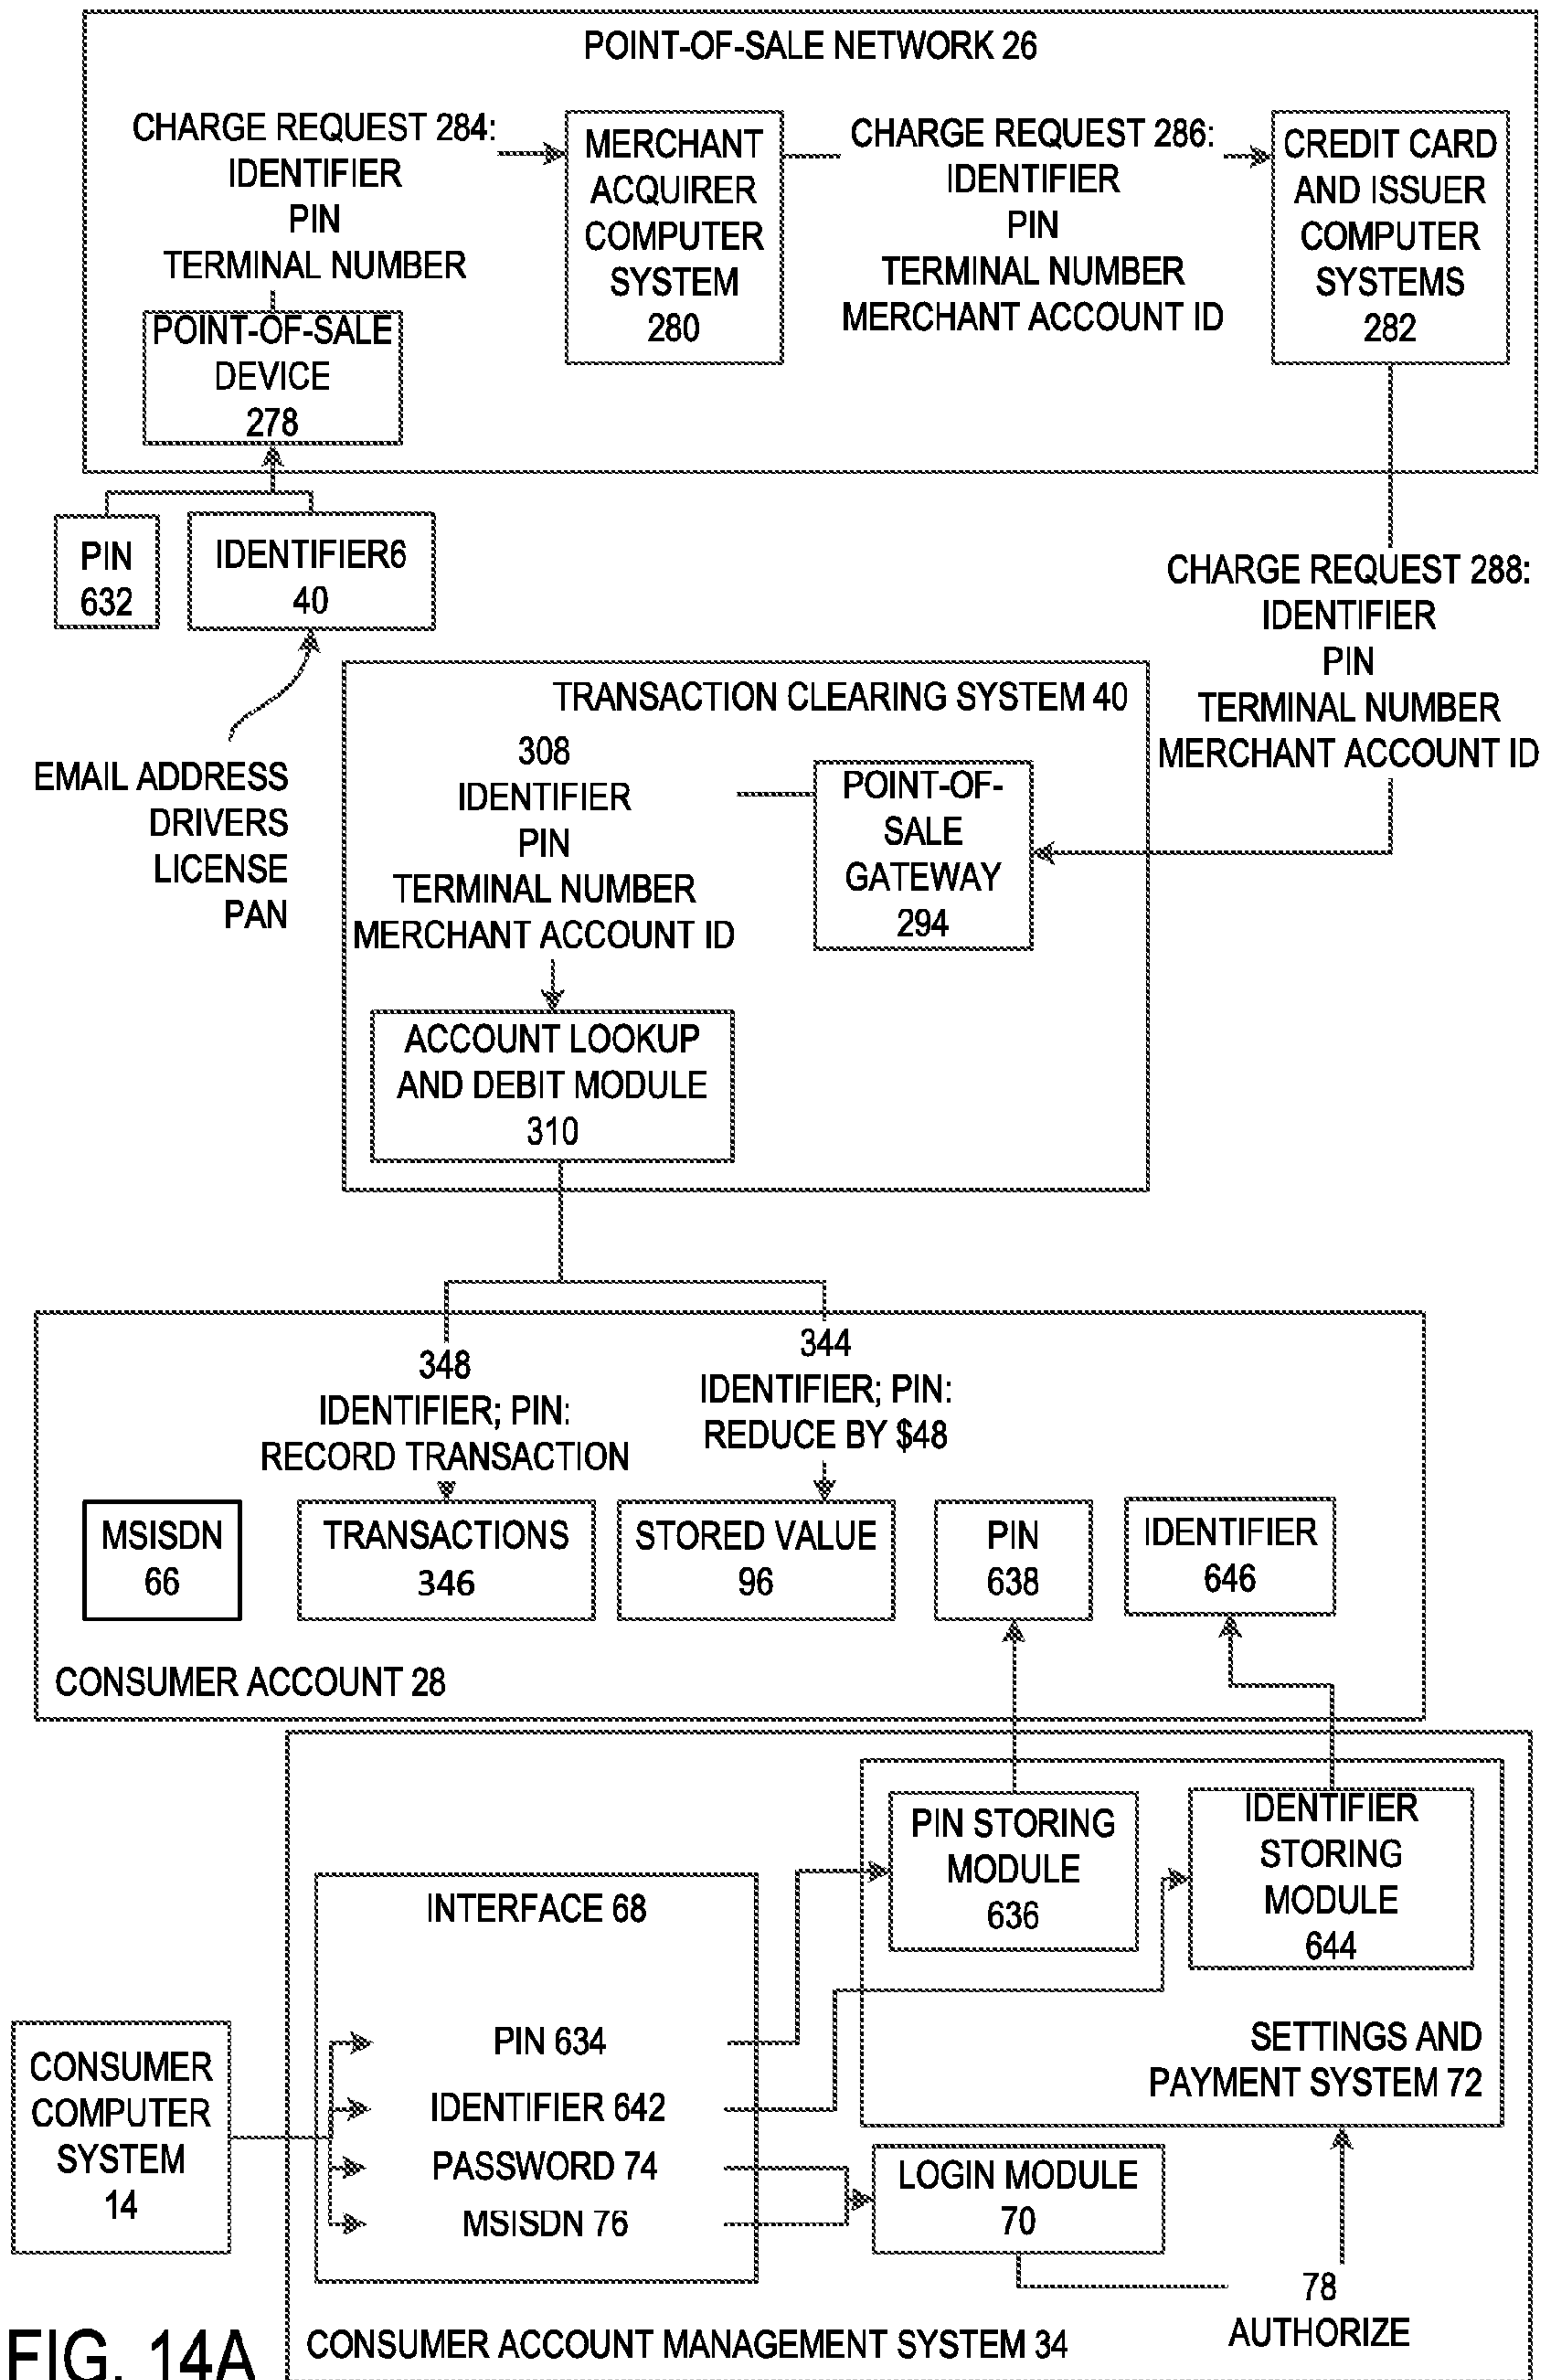 POINT-OF-SALE NETWORK 26
CHARGE REQUEST 284:
IDENTIFIER
PIN
TERMINAL NUMBER
MERCHANT
ACQUIRER
COMPUTER
SYSTEM
280
CHARGE REQUEST 286:
IDENTIFIER
PIN
TERMINAL NUMBER
MERCHANT ACCOUNT ID
CREDIT CARD
AND ISSUER
COMPUTER
SYSTEMS
282
POINT-OF-SALE
DEVICE
278
PIN
632
IDENTIFIER6
40
EMAIL ADDRESS
DRIVERS
LICENSE
PAN
CHARGE REQUEST 288:
IDENTIFIER
PIN
TERMINAL NUMBER
MERCHANT ACCOUNT ID
TRANSACTION CLEARING SYSTEM 40
308
IDENTIFIER
PIN
TERMINAL NUMBER
MERCHANT ACCOUNT ID
POINT-OF-
SALE
GATEWAY
294
ACCOUNT LOOKUP
AND DEBIT MODULE
310
348
IDENTIFIER; PIN:
RECORD TRANSACTION
344
IDENTIFIER; PIN:
REDUCE BY $48
MSISDN
66
TRANSACTIONS
346
STORED VALUE
96
PIN
638
IDENTIFIER
646
CONSUMER ACCOUNT 28
PIN STORING
MODULE
636
IDENTIFIER
STORING
MODULE
644
INTERFACE 68
PIN 634
IDENTIFIER 642
PASSWORD 74
MSISDN 76
SETTINGS AND
PAYMENT SYSTEM 72
CONSUMER
COMPUTER
SYSTEM
14
LOGIN MODULE
70
78
AUTHORIZE
CONSUMER ACCOUNT MANAGEMENT SYSTEM 34
FIG. 14A